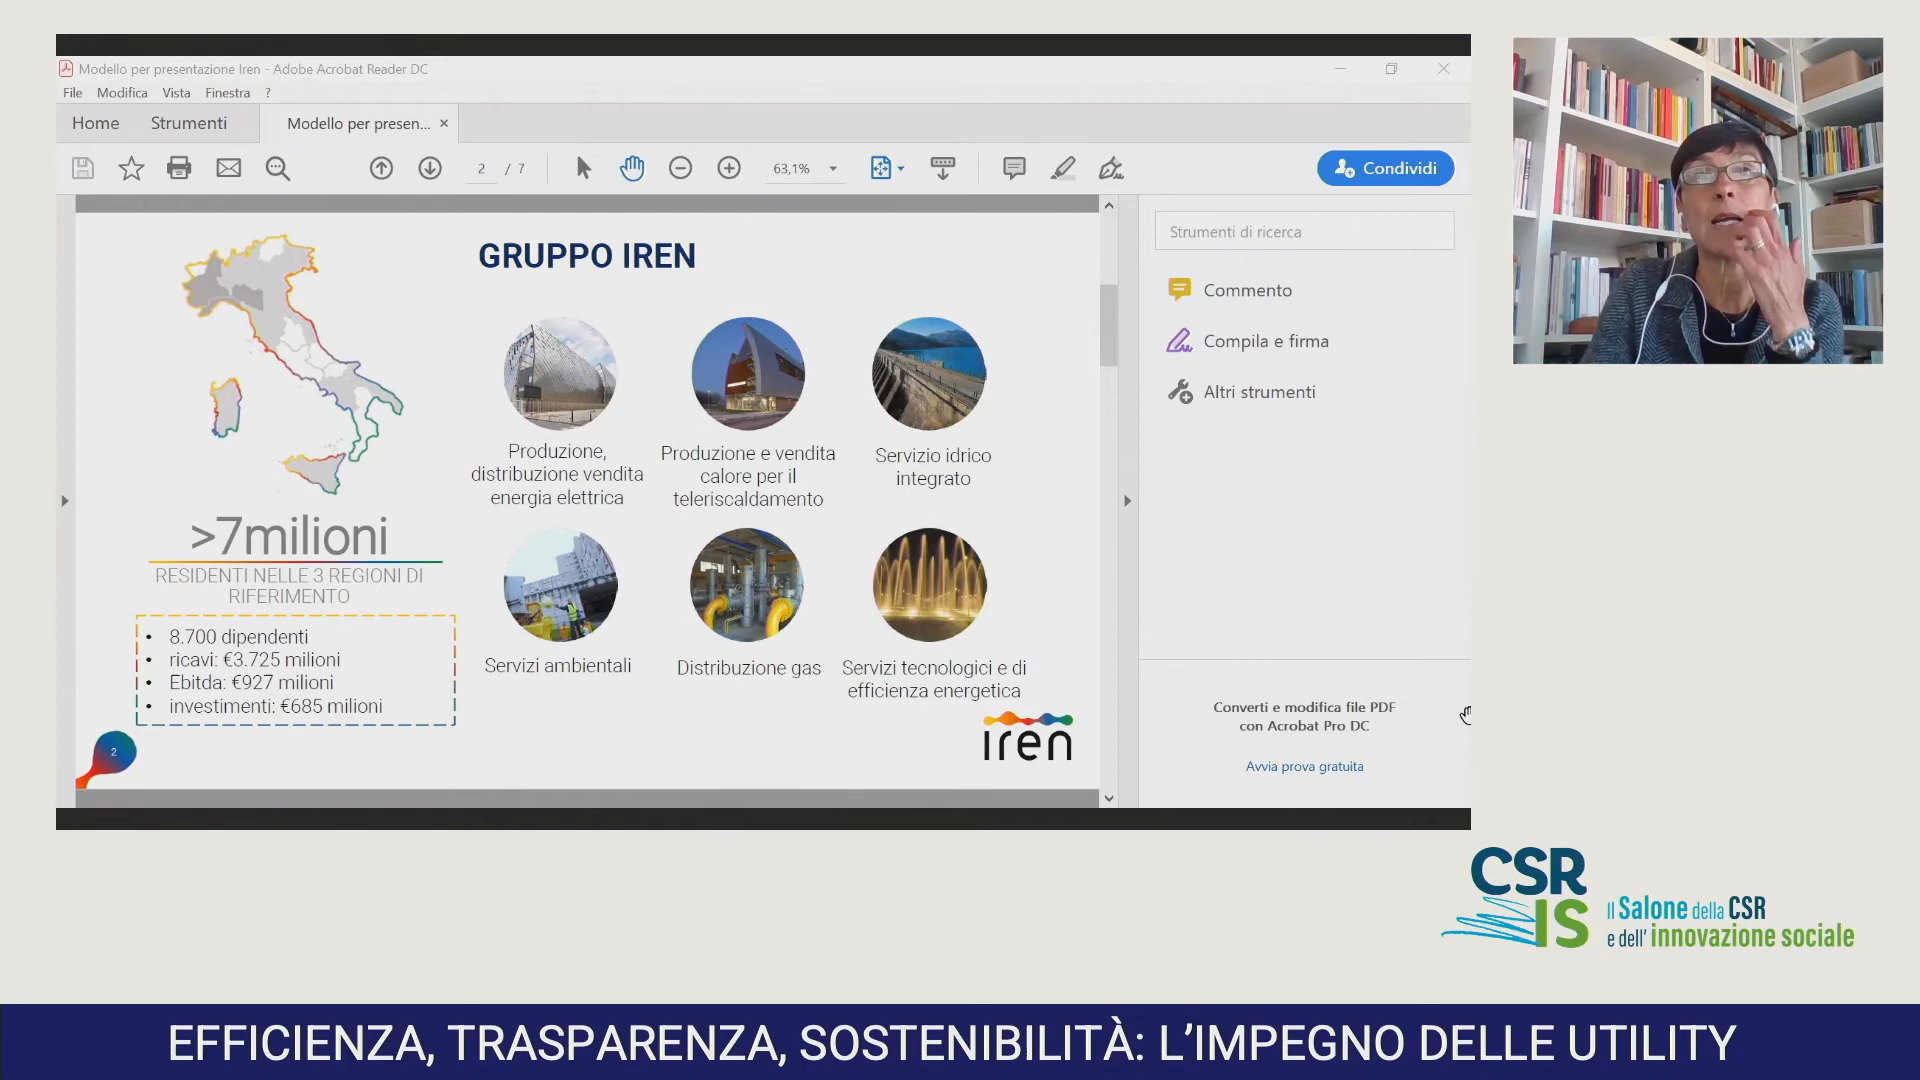 Modello per presentazione Iren - Adobe Acrobat Reader DC
File Modifica Vista Finestra ?
Home Strumenti Modello per presen... ×
2 / 7 63,1% Condividi
GRUPPO IREN
Produzione,
distribuzione vendita
energia elettrica
Produzione e vendita
calore per il
teleriscaldamento
Servizio idrico
integrato
Servizi ambientali
Distribuzione gas
Servizi tecnologici e di
efficienza energetica
>7milioni
RESIDENTI NELLE 3 REGIONI DI
RIFERIMENTO
• 8.700 dipendenti
• ricavi: €3.725 milioni
• Ebitda: €927 milioni
• investimenti: €685 milioni
2
iren
Strumenti di ricerca
Commento
Compila e firma
Altri strumenti
Converti e modifica file PDF
con Acrobat Pro DC
Avvia prova gratuita
CSR
IS
Il Salone della CSR
e dell' innovazione sociale
EFFICIENZA, TRASPARENZA, SOSTENIBILITÀ: L'IMPEGNO DELLE UTILITY